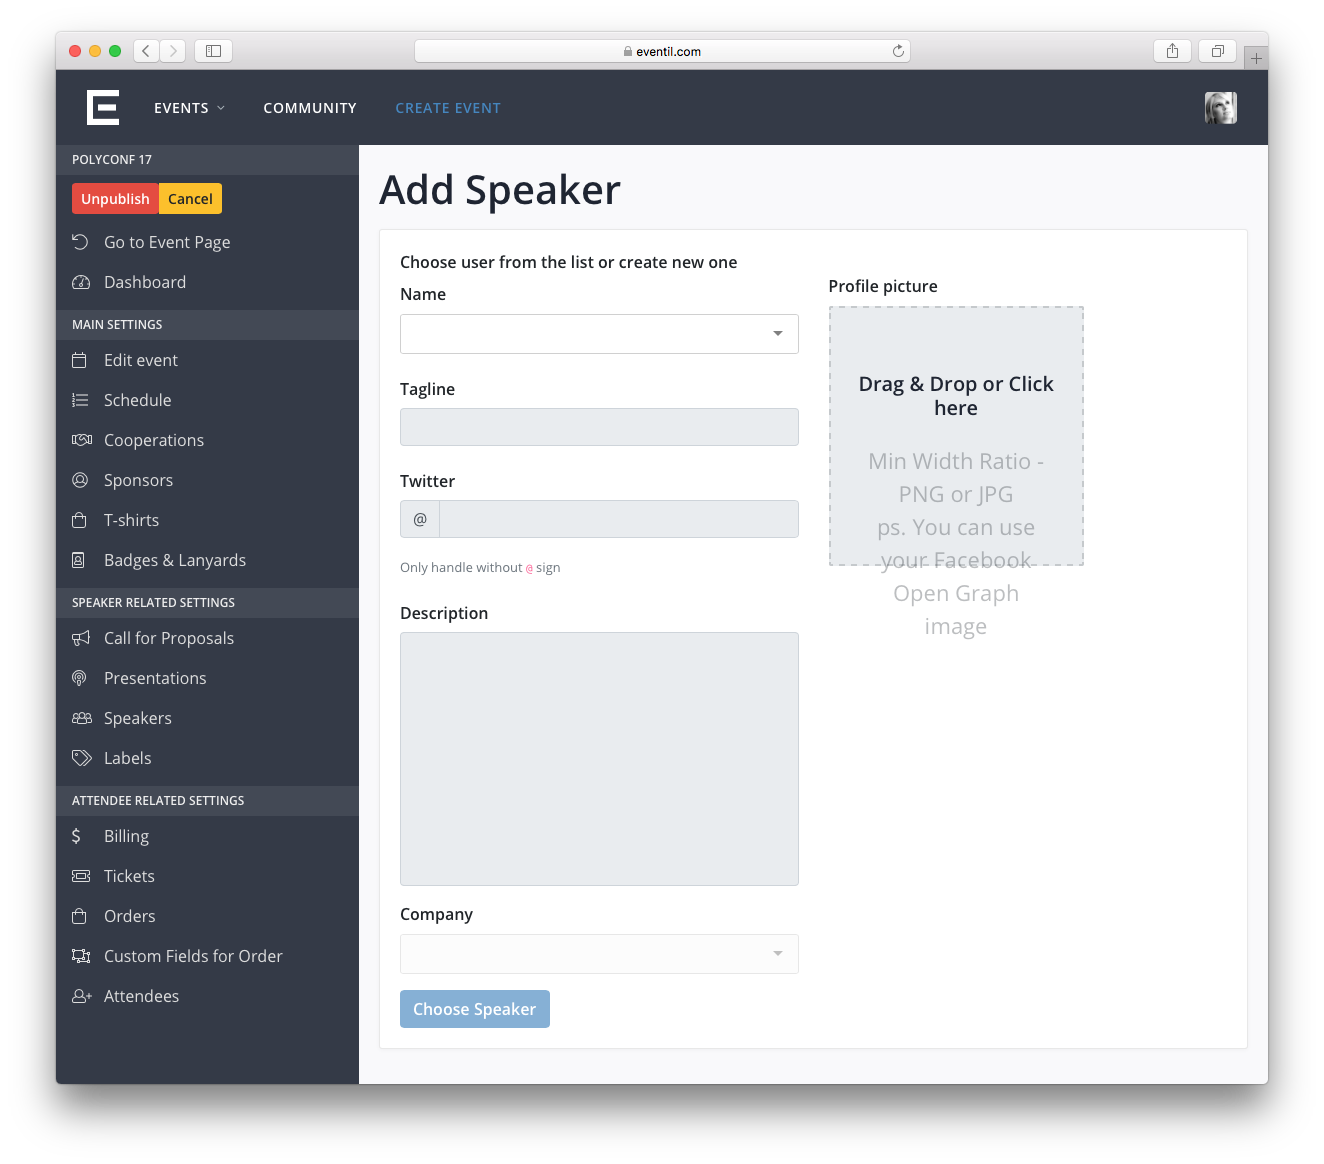 eventil.com
EVENTS
COMMUNITY
CREATE EVENT
POLYCONF 17
Unpublish
Cancel
Go to Event Page
Dashboard
MAIN SETTINGS
Edit event
Schedule
Cooperations
Sponsors
T-shirts
Badges & Lanyards
SPEAKER RELATED SETTINGS
Call for Proposals
Presentations
Speakers
Labels
ATTENDEE RELATED SETTINGS
Billing
Tickets
Orders
Custom Fields for Order
Attendees
Add Speaker
Choose user from the list or create new one
Name
Tagline
Twitter
@
Only handle without @ sign
Description
Company
Choose Speaker
Profile picture
Drag & Drop or Click
here
Min Width Ratio -
PNG or JPG
ps. You can use
your Facebook
Open Graph
image